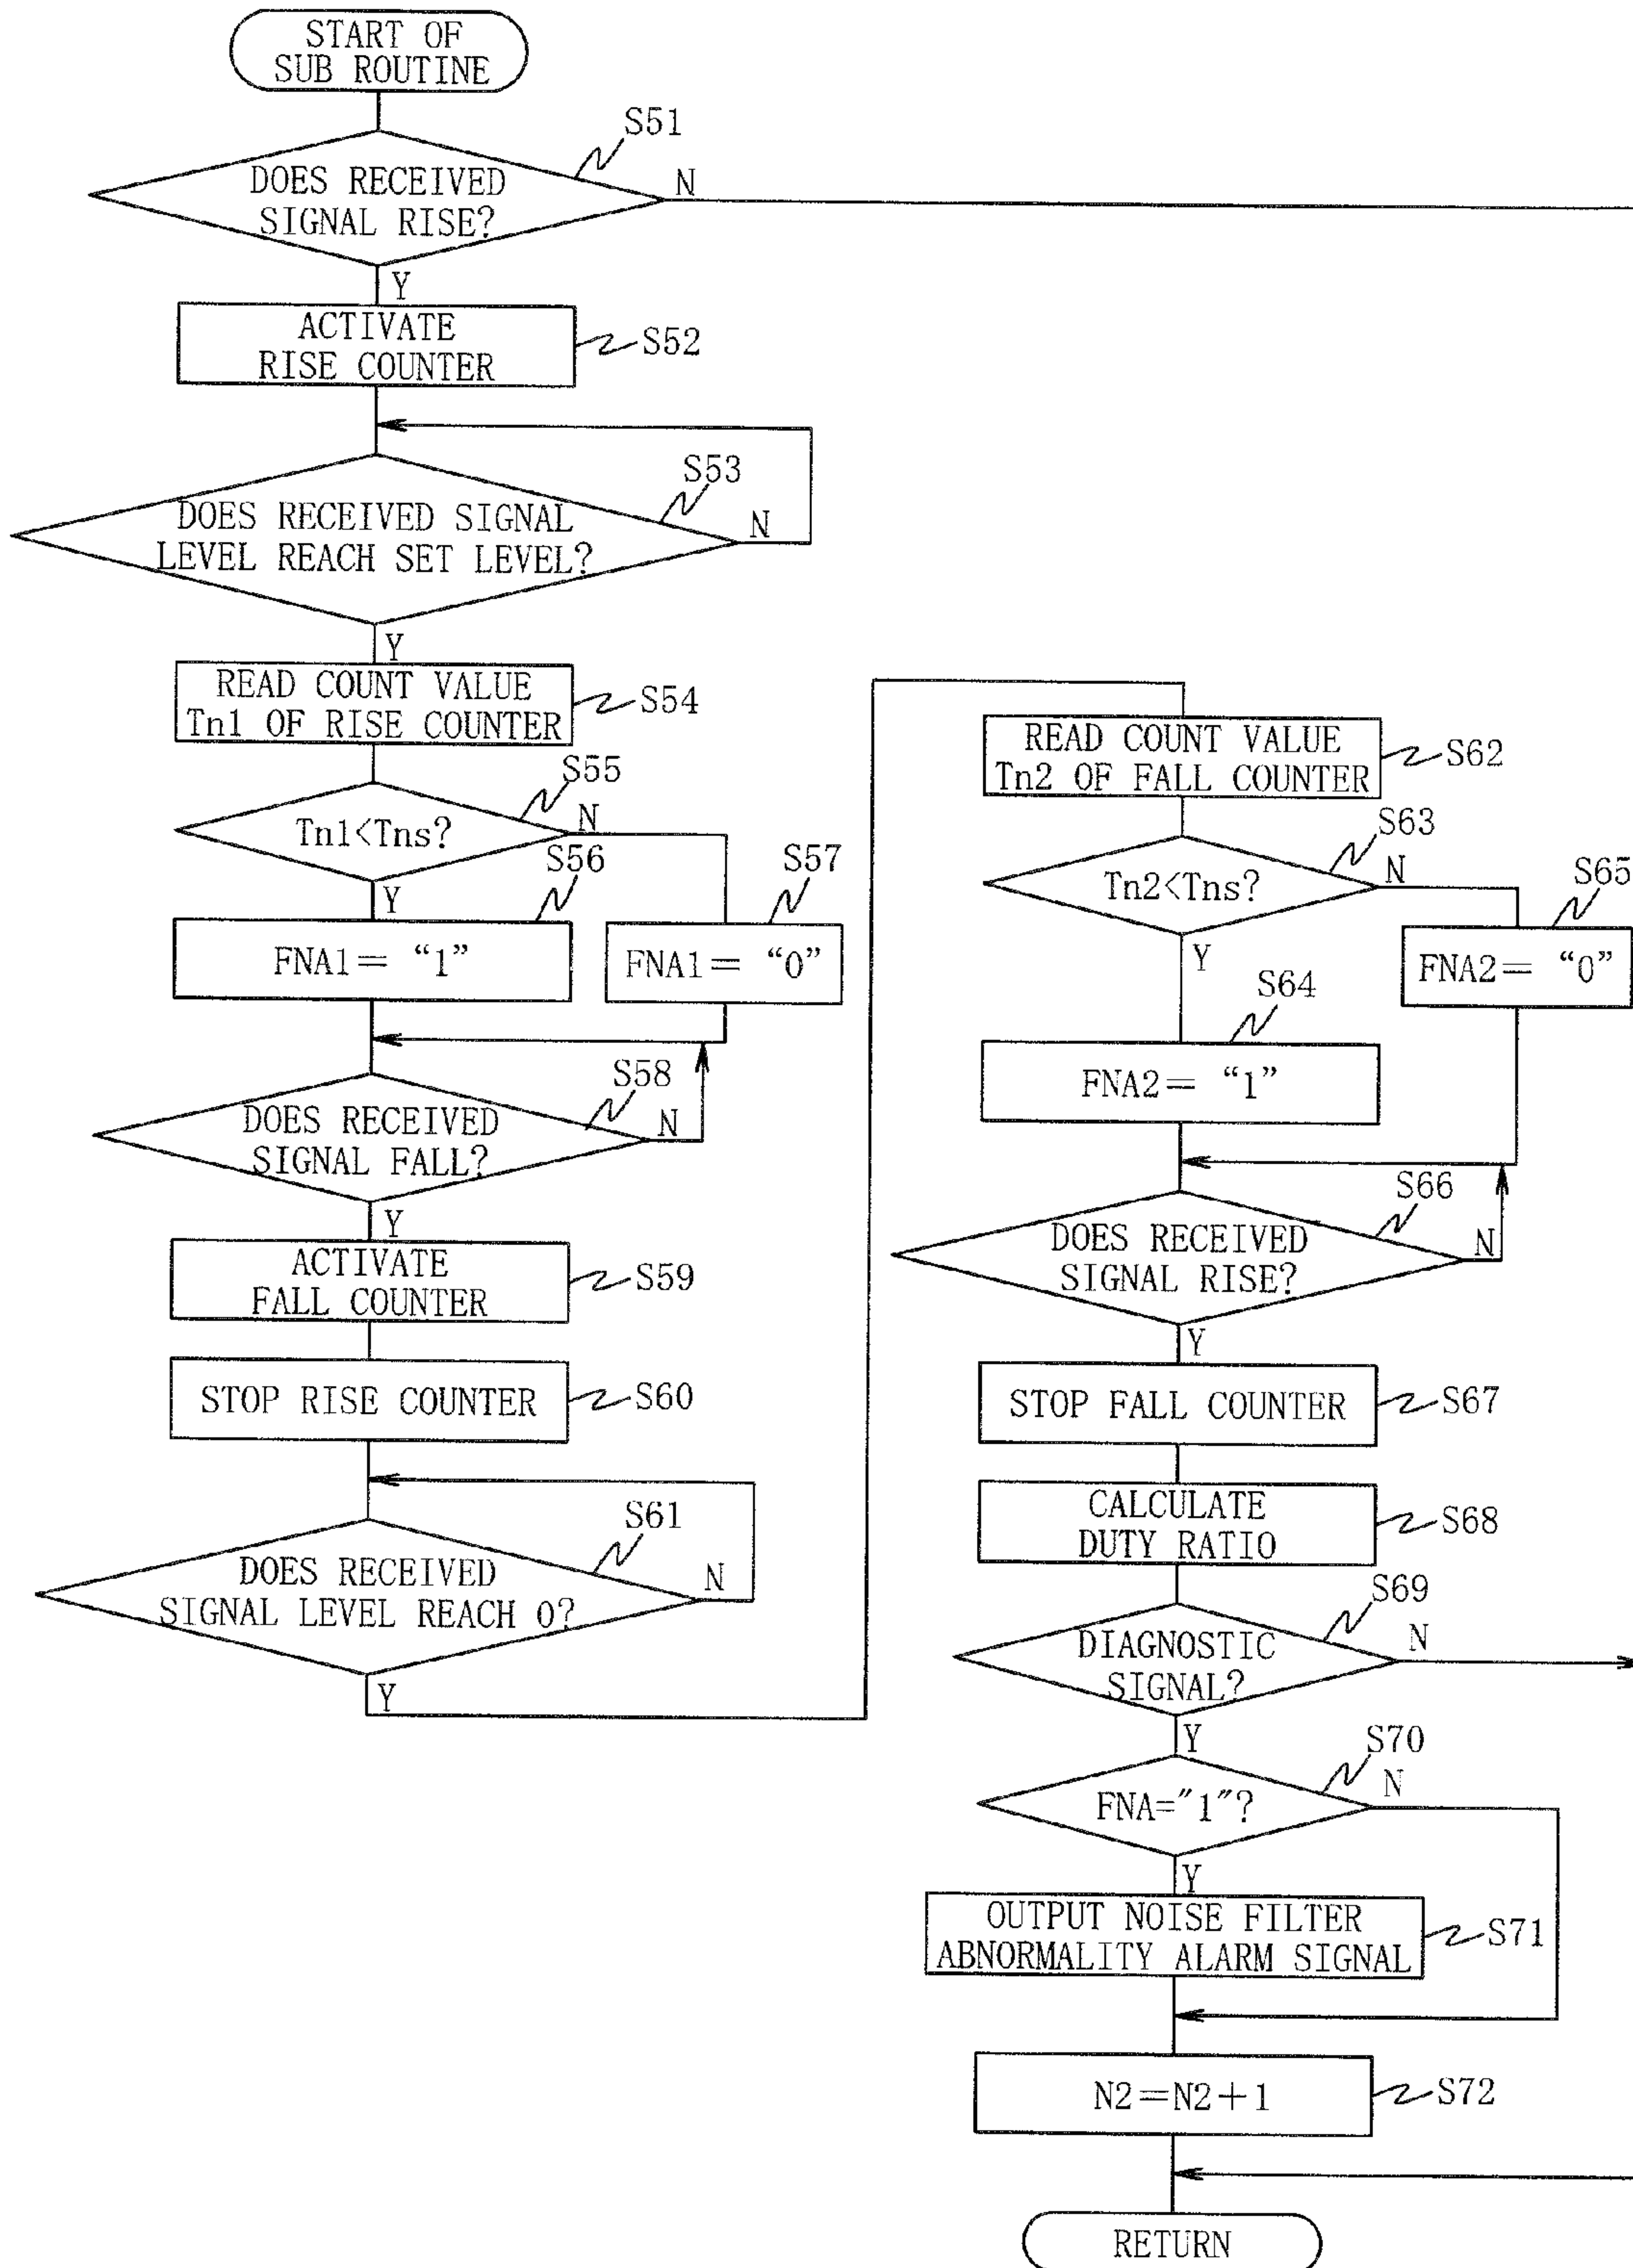 START OF
SUB ROUTINE
S51
DOES RECEIVED
SIGNAL RISE?
N
Y
ACTIVATE
RISE COUNTER
S52
S53
DOES RECEIVED SIGNAL
LEVEL REACH SET LEVEL?
N
Y
READ COUNT VALUE
Tn1 OF RISE COUNTER
S54
S55
Tn1<Tns?
N
Y
S56
FNA1= “1”
S57
FNA1= “0”
S58
DOES RECEIVED
SIGNAL FALL?
N
Y
ACTIVATE
FALL COUNTER
S59
STOP RISE COUNTER
S60
S61
DOES RECEIVED
SIGNAL LEVEL REACH 0?
N
Y
READ COUNT VALUE
Tn2 OF FALL COUNTER
S62
S63
Tn2<Tns?
N
Y
S65
FNA2= “0”
S64
FNA2= “1”
S66
DOES RECEIVED
SIGNAL RISE?
N
Y
STOP FALL COUNTER
S67
CALCULATE
DUTY RATIO
S68
S69
DIAGNOSTIC
SIGNAL?
N
Y
S70
FNA="1"?
N
Y
OUTPUT NOISE FILTER
ABNORMALITY ALARM SIGNAL
S71
N2=N2+1
S72
RETURN